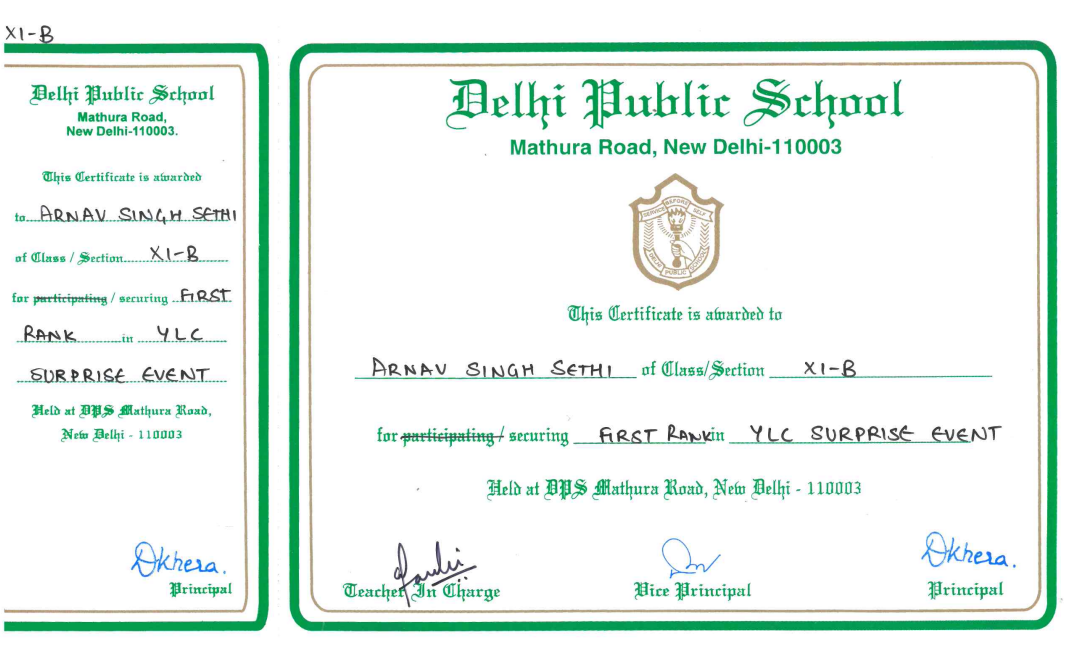 XI-B
Delhi Public School
Mathura Road,
New Delhi-110003.
This Certificate is awarded
to ARNAV SINGH SETHI
of Class / Section XI-B
for participating / securing FIRST
RANK in YLC
SURPRISE EVENT
Held at DPS Mathura Road,
New Delhi - 110003
Dkhera.
Principal
Delhi Public School
Mathura Road, New Delhi-110003
SERVICE BEFORE SELF
DELHI PUBLIC SCHOOL
This Certificate is awarded to
ARNAV SINGH SETHI of Class/Section XI-B
for participating / securing FIRST RANK in YLC SURPRISE EVENT
Held at DPS Mathura Road, New Delhi - 110003
Dkhera.
Teacher In Charge Vice Principal Principal